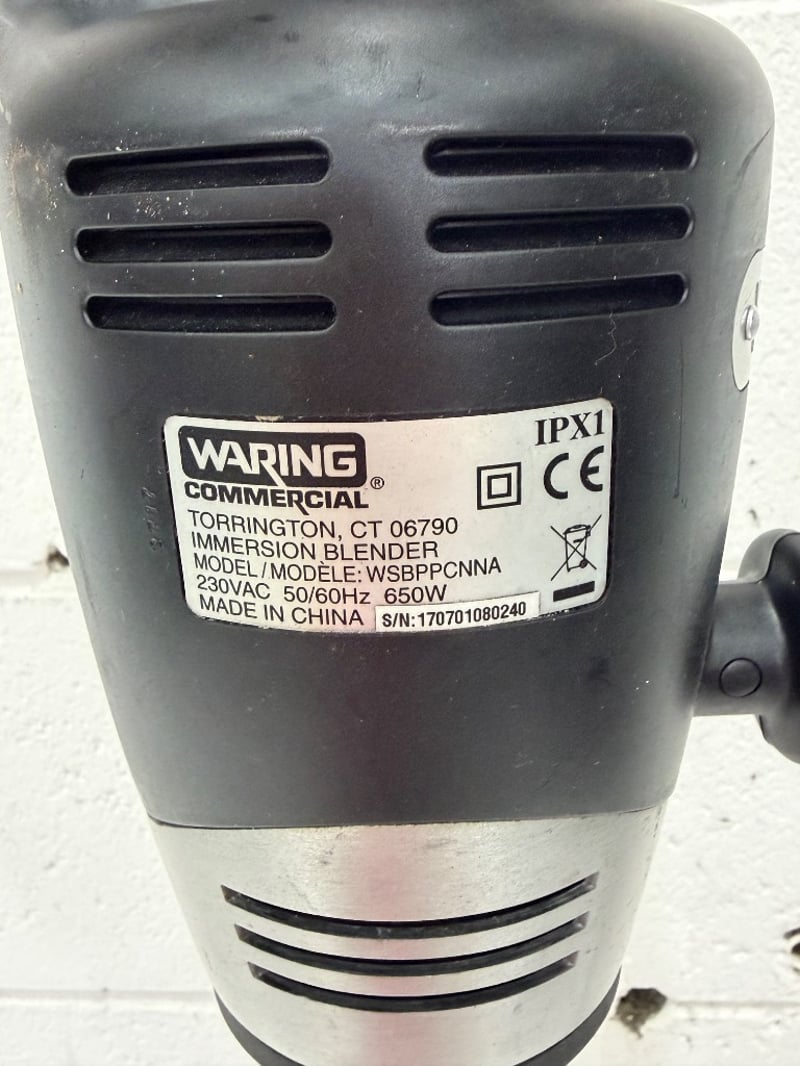 IPX1
WARING
COMMERCIAL®
CE
TORRINGTON, CT 06790
IMMERSION BLENDER
MODEL/MODÈLE: WSBPPCNNA
230VAC 50/60Hz 650W
MADE IN CHINA S/N:170701080240